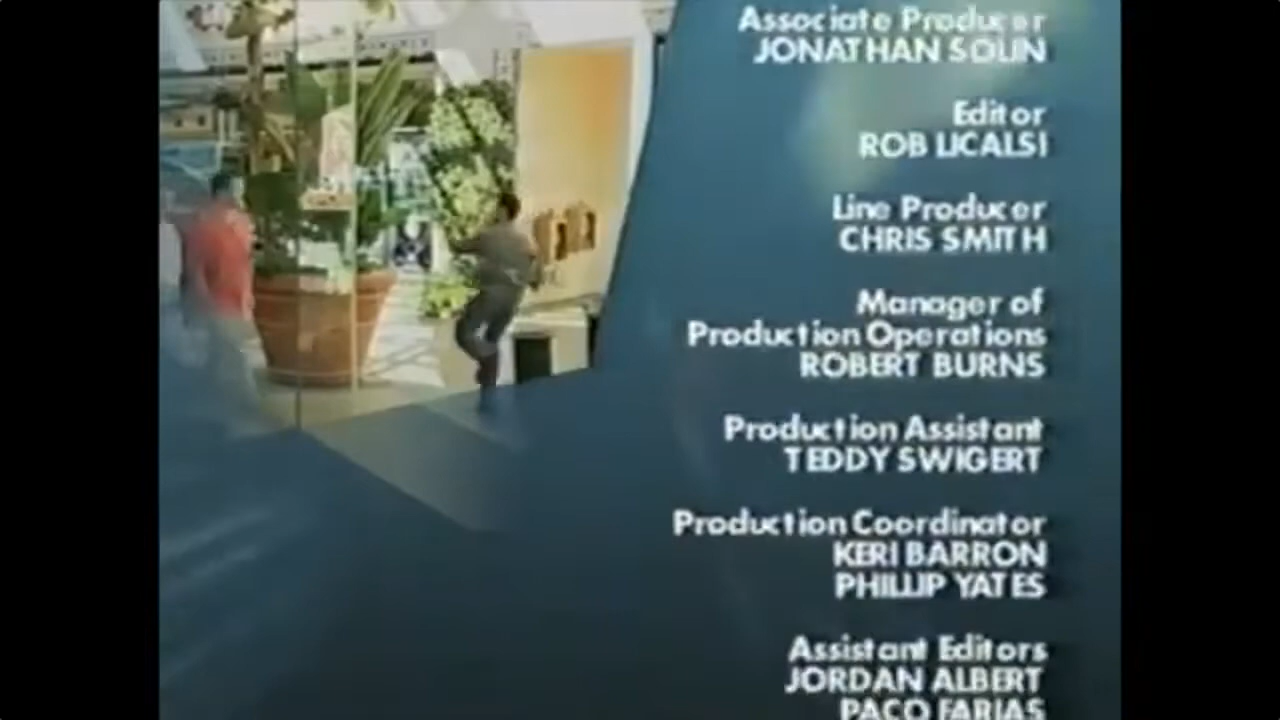 Associate Producer
JONATHAN SOLIN
Editor
ROB LICALSI
Line Producer
CHRIS SMITH
Manager of
Production Operations
ROBERT BURNS
Production Assistant
TEDDY SWIGERT
Production Coordinator
KERI BARRON
PHILLIP YATES
Assistant Editors
JORDAN ALBERT
PACO FARIAS